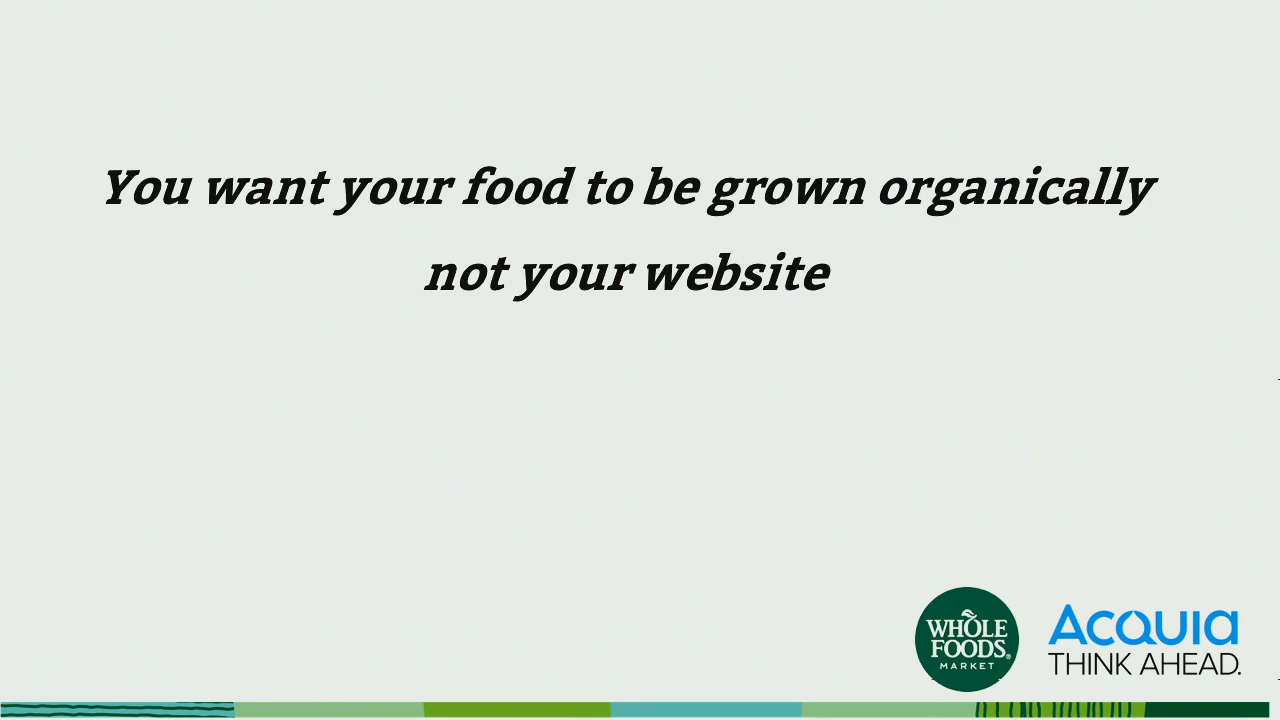 You want your food to be grown organically
not your website
WHOLE
FOODS®
MARKET
Acquia
THINK AHEAD.